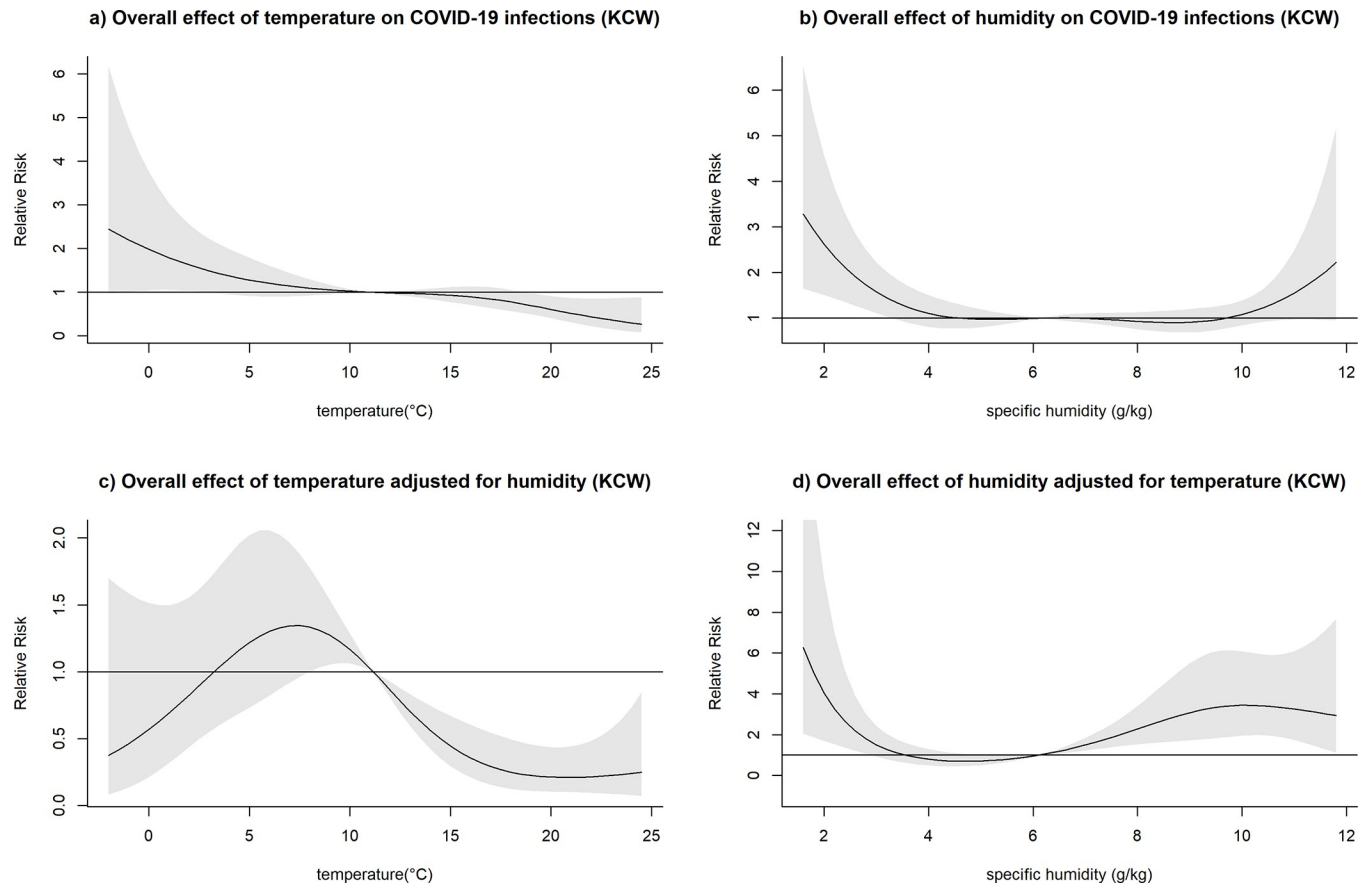 a) Overall effect of temperature on COVID-19 infections (KCW)
Relative Risk
6
5
4
3
2
1
0
0 5 10 15 20 25
temperature(°C)
b) Overall effect of humidity on COVID-19 infections (KCW)
Relative Risk
6
5
4
3
2
1
2 4 6 8 10 12
specific humidity (g/kg)
c) Overall effect of temperature adjusted for humidity (KCW)
Relative Risk
2.0
1.5
1.0
0.5
0.0
0 5 10 15 20 25
temperature(°C)
d) Overall effect of humidity adjusted for temperature (KCW)
Relative Risk
12
10
8
6
4
2
0
2 4 6 8 10 12
specific humidity (g/kg)